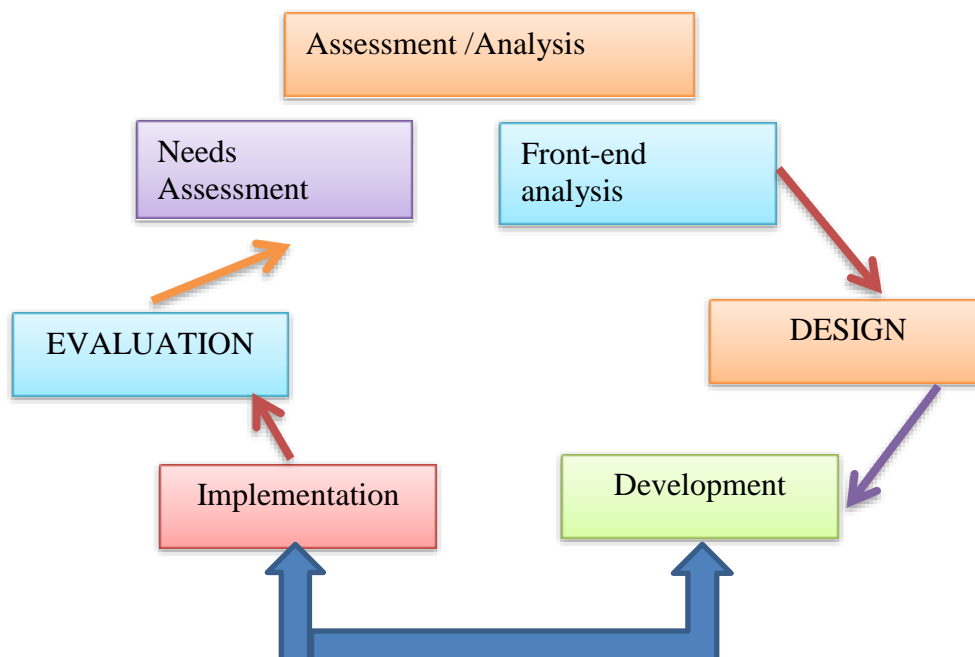 Assessment /Analysis
Needs
Assessment
Front-end
analysis
EVALUATION
DESIGN
Implementation
Development